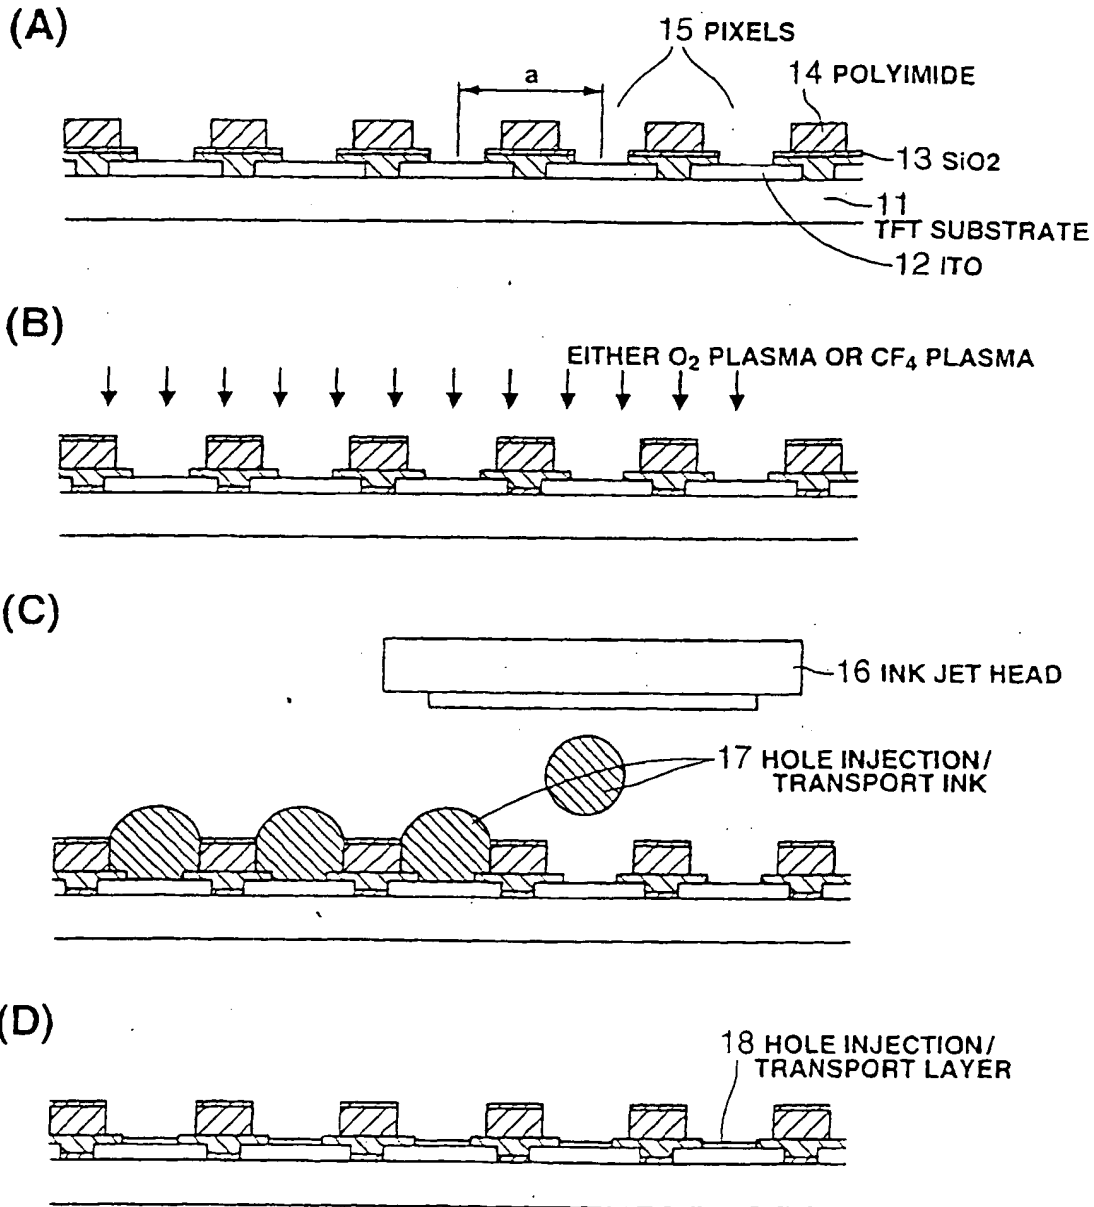 (A)
15 PIXELS
a
14 POLYIMIDE
13 SiO2
11
TFT SUBSTRATE
12 ITO
(B)
EITHER O2 PLASMA OR CF4 PLASMA
(C)
16 INK JET HEAD
17 HOLE INJECTION/
TRANSPORT INK
(D)
18 HOLE INJECTION/
TRANSPORT LAYER